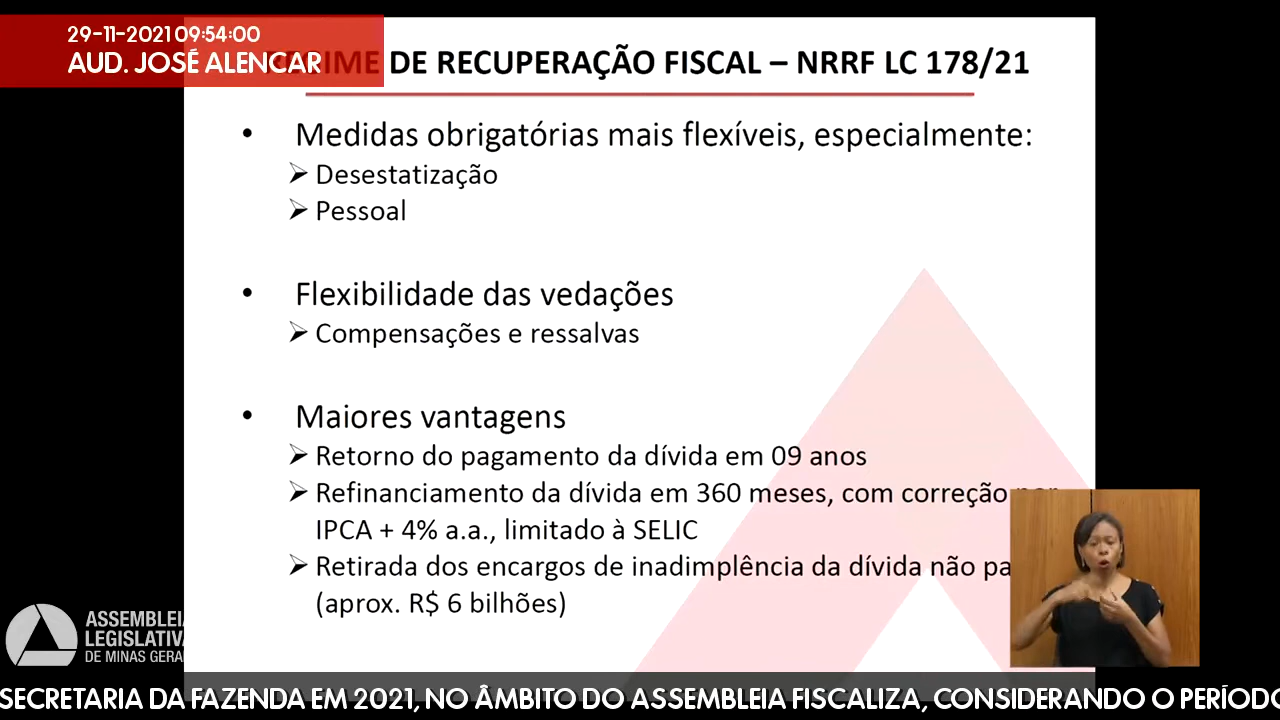 29-11-2021 09:54:00
AUD. JOSÉ ALENCAR
REGIME DE RECUPERAÇÃO FISCAL – NRRF LC 178/21
• Medidas obrigatórias mais flexíveis, especialmente:
➢ Desestatização
➢ Pessoal
• Flexibilidade das vedações
➢ Compensações e ressalvas
• Maiores vantagens
➢ Retorno do pagamento da dívida em 09 anos
➢ Refinanciamento da dívida em 360 meses, com correção por
IPCA + 4% a.a., limitado à SELIC
➢ Retirada dos encargos de inadimplência da dívida não
(aprox. R$ 6 bilhões)
ASSEMBLEIA
LEGISLATIVA
DE MINAS GERAI
SECRETARIA DA FAZENDA EM 2021, NO ÂMBITO DO ASSEMBLEIA FISCALIZA, CONSIDERANDO O PERÍODO